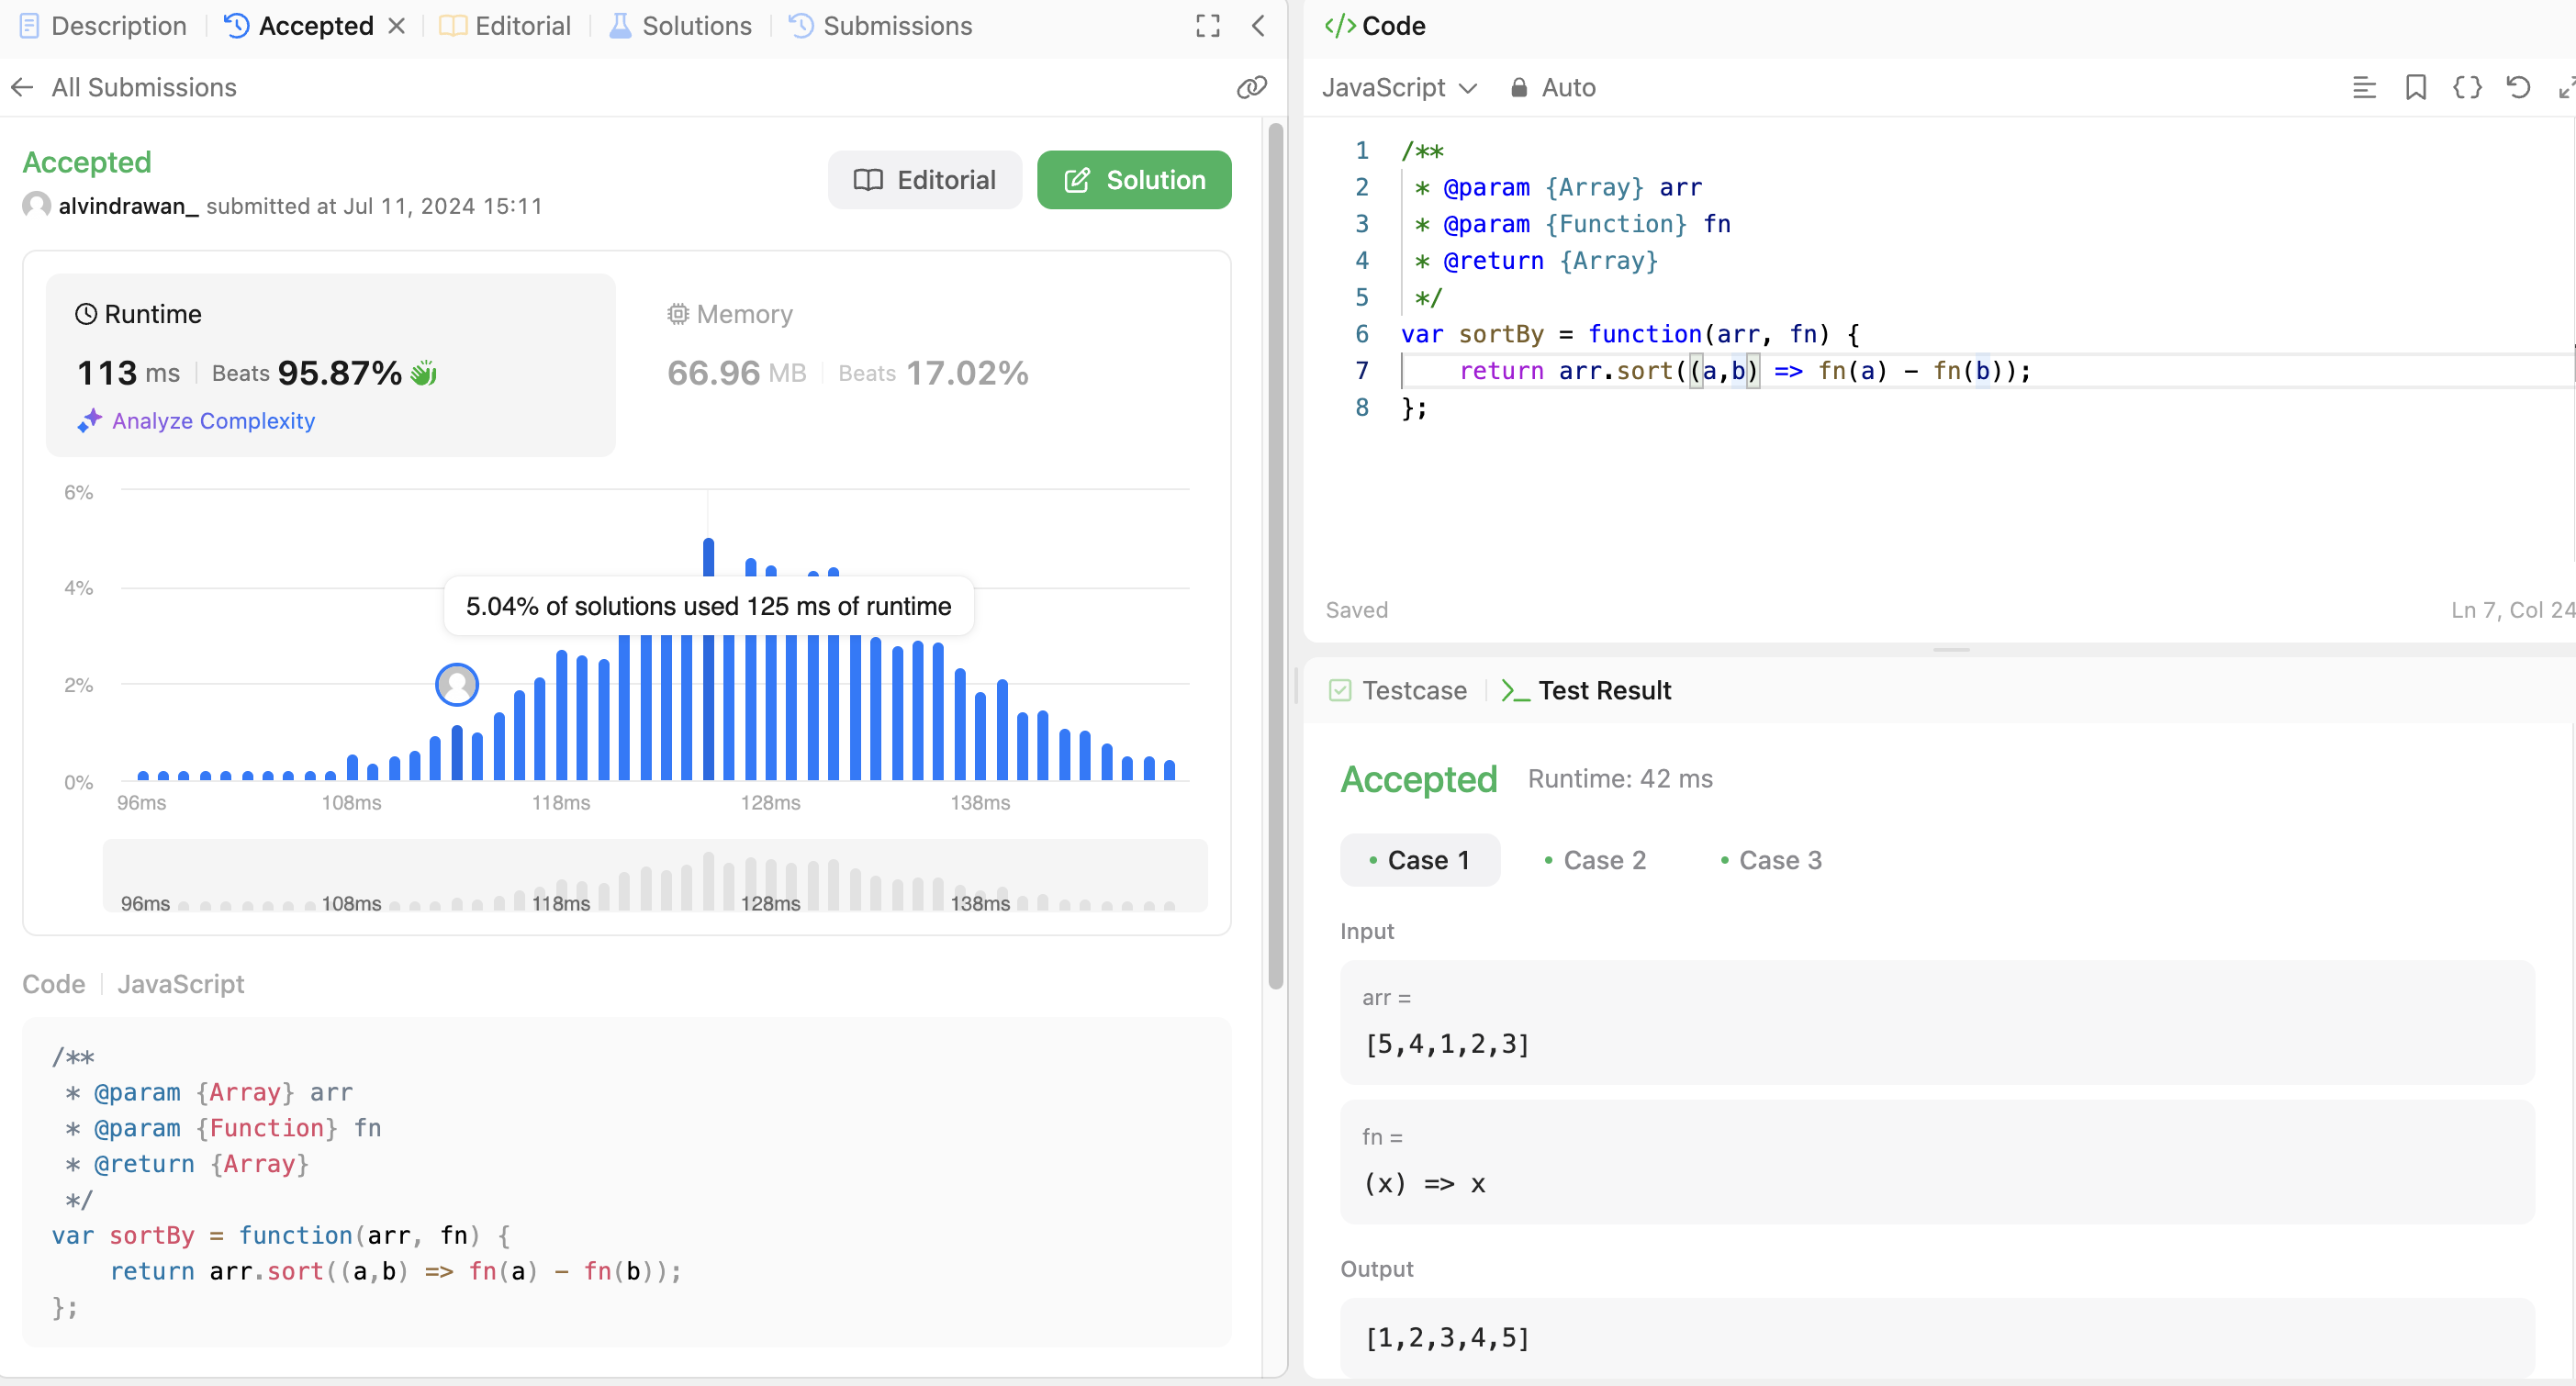 Description Accepted Editorial Solutions Submissions
All Submissions
Accepted
alvindrawan_ submitted at Jul 11, 2024 15:11
Editorial Solution
Runtime
113 ms Beats 95.87%
Analyze Complexity
Memory
66.96 MB Beats 17.02%
6%
4%
5.04% of solutions used 125 ms of runtime
2%
0%
96ms 108ms 118ms 128ms 138ms
96ms 108ms 118ms 128ms 138ms
Code JavaScript
/**
 * @param {Array} arr
 * @param {Function} fn
 * @return {Array}
 */
var sortBy = function(arr, fn) {
    return arr.sort((a,b) => fn(a) - fn(b));
};
</> Code
JavaScript Auto
1 /**
2  * @param {Array} arr
3  * @param {Function} fn
4  * @return {Array}
5  */
6 var sortBy = function(arr, fn) {
7     return arr.sort((a,b) => fn(a) - fn(b));
8 };
Saved Ln 7, Col 24
Testcase >_ Test Result
Accepted Runtime: 42 ms
• Case 1 • Case 2 • Case 3
Input
arr =
[5,4,1,2,3]
fn =
(x) => x
Output
[1,2,3,4,5]